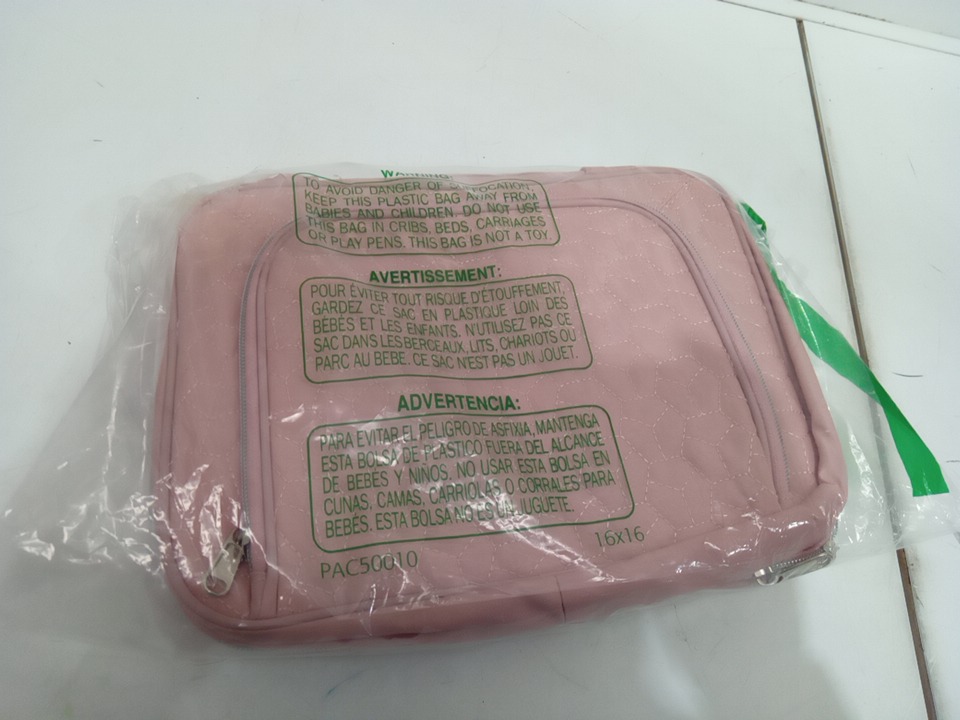 WARNING:
TO AVOID DANGER OF SUFFOCATION,
KEEP THIS PLASTIC BAG AWAY FROM
BABIES AND CHILDREN. DO NOT USE
THIS BAG IN CRIBS, BEDS, CARRIAGES
OR PLAY PENS. THIS BAG IS NOT A TOY.
AVERTISSEMENT:
POUR ÉVITER TOUT RISQUE D'ÉTOUFFEMENT,
GARDEZ CE SAC EN PLASTIQUE LOIN DES
BÉBÉS ET LES ENFANTS. N'UTILISEZ PAS CE
SAC DANS LES BERCEAUX, LITS, CHARIOTS OU
PARC AU BEBE. CE SAC N'EST PAS UN JOUET.
ADVERTENCIA:
PARA EVITAR EL PELIGRO DE ASFIXIA, MANTENGA
ESTA BOLSA DE PLASTICO FUERA DEL ALCANCE
DE BEBES Y NIÑOS. NO USAR ESTA BOLSA EN
CUNAS, CAMAS, CARRIOLAS O CORRALES PARA
BEBÉS. ESTA BOLSA NO ES UN JUGUETE.
PAC50010
16x16